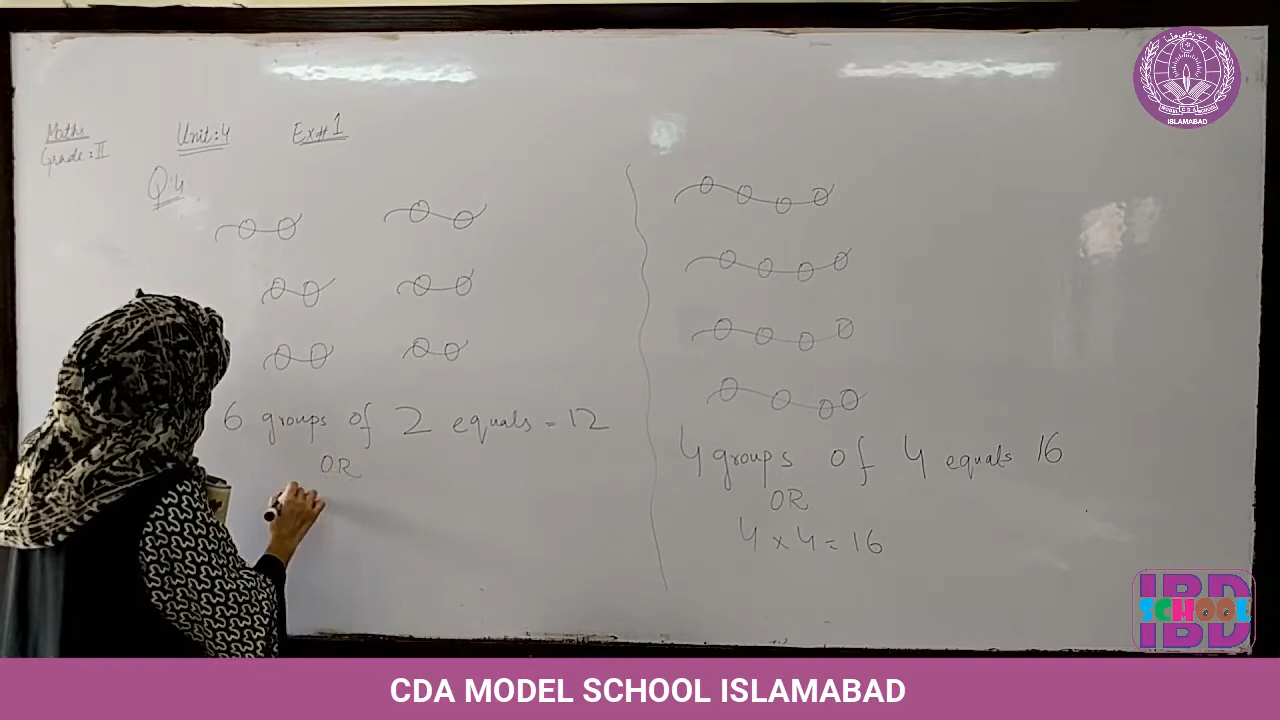 Maths
Grade: II
Unit: 4
Ex# 1
Q:4
6 groups of 2 equals = 12
OR
4 groups of 4 equals 16
OR
4 x 4 = 16
ISLAMABAD
IBD
SCHOOL
IBD
CDA MODEL SCHOOL ISLAMABAD